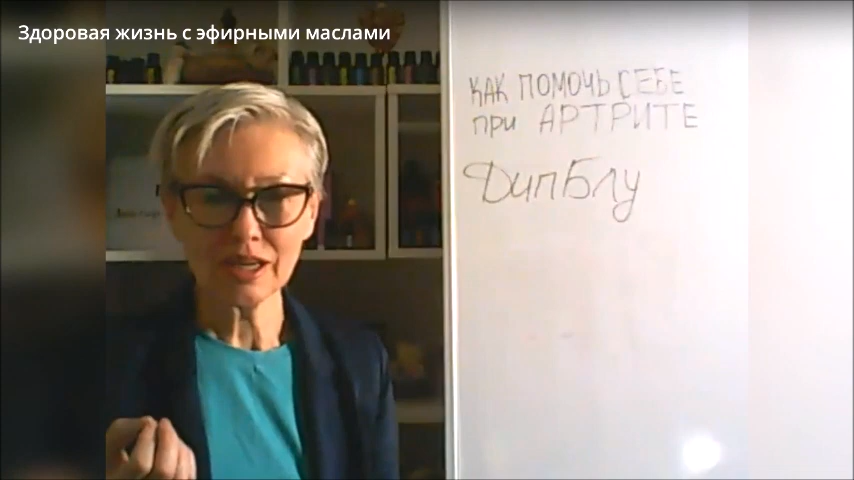 Здоровая жизнь с эфирными маслами
КАК ПОМОЧЬ СЕБЕ
при АРТРИТЕ
ДипБлу